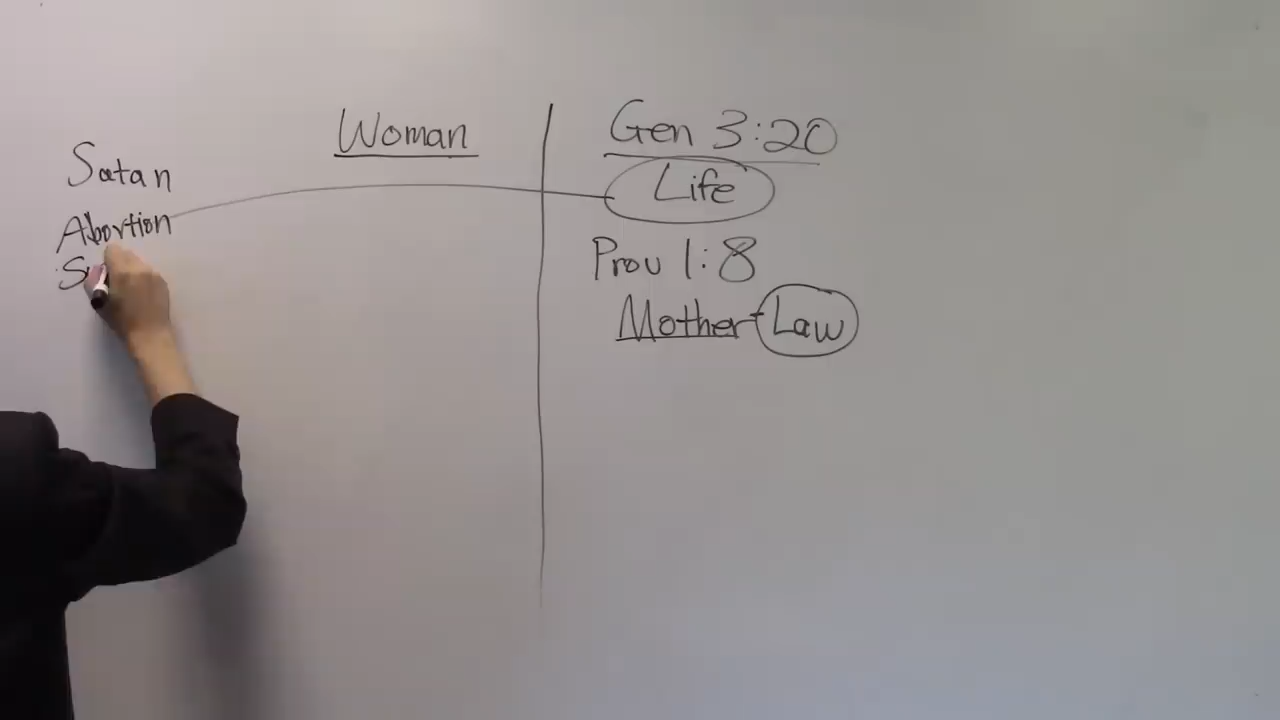 Woman
Satan
Abortion
Gen 3:20
Life
Prov 1:8
Mother-Law